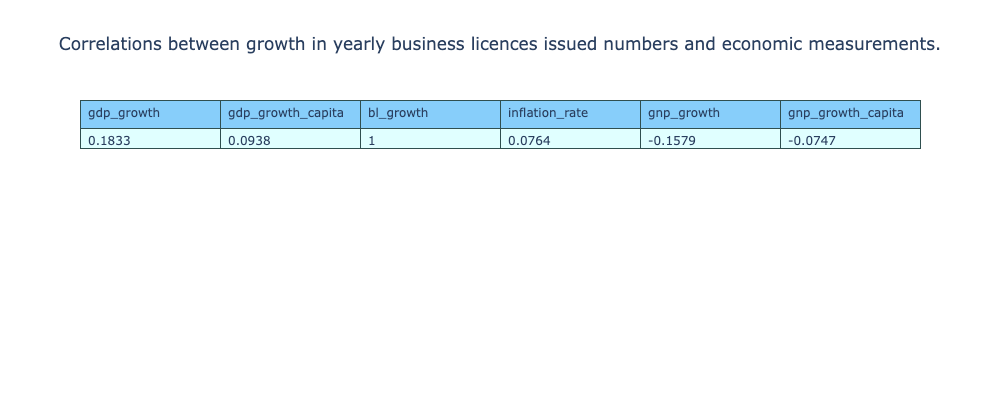 Correlations between growth in yearly business licences issued numbers and economic measurements.
gdp_growth gdp_growth_capita bl_growth inflation_rate gnp_growth gnp_growth_capita
0.1833 0.0938 1 0.0764 -0.1579 -0.0747